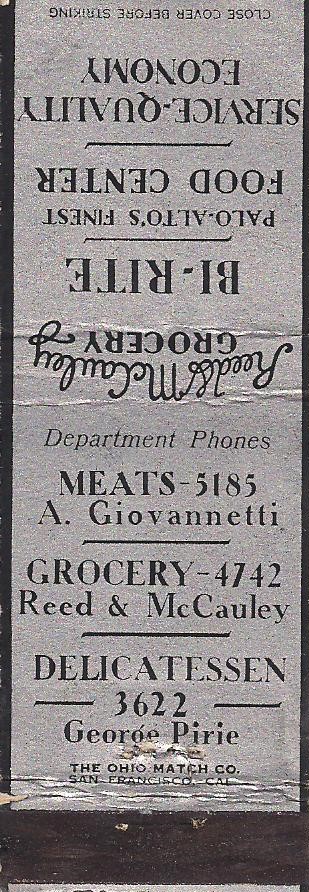 Reed & McCauley
GROCERY
BI-RITE
PALO-ALTO'S FINEST
FOOD CENTER
SERVICE-QUALITY
ECONOMY
CLOSE COVER BEFORE STRIKING
Department Phones
MEATS-5185
A. Giovannetti
GROCERY-4742
Reed & McCauley
DELICATESSEN
3622
George Pirie
THE OHIO MATCH CO.
SAN FRANCISCO, CAL